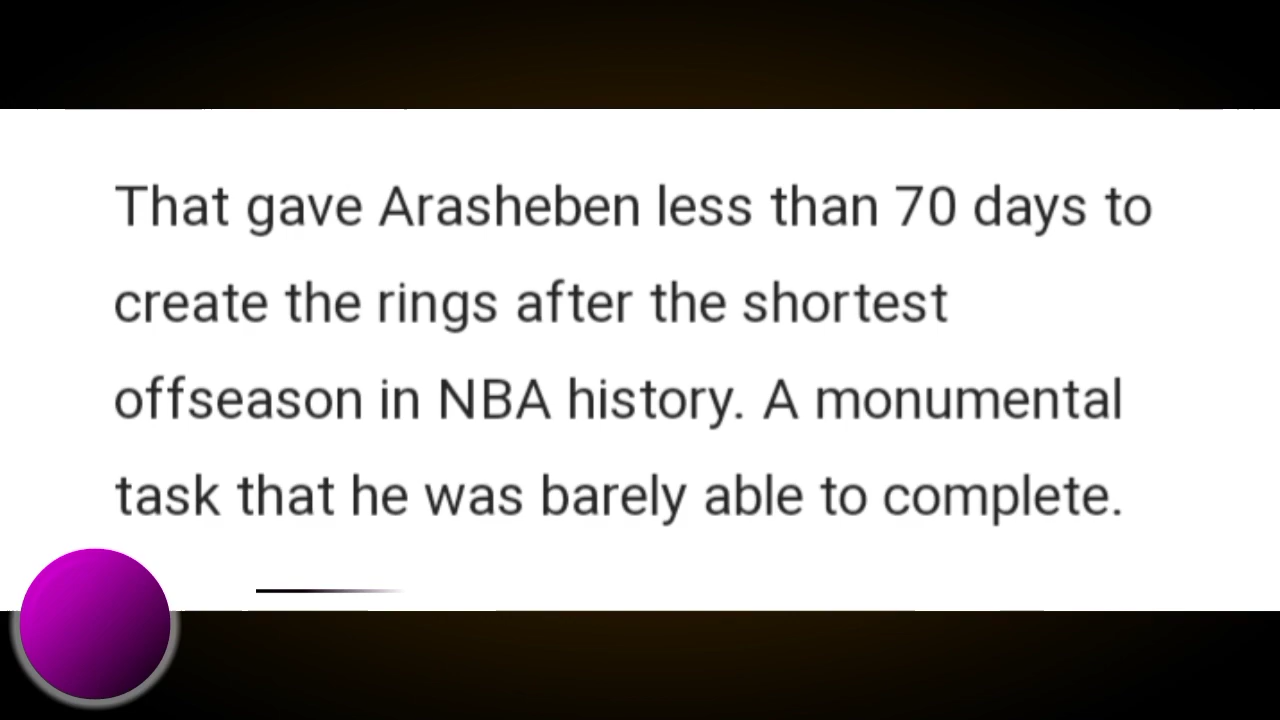 That gave Arasheben less than 70 days to
create the rings after the shortest
offseason in NBA history. A monumental
task that he was barely able to complete.